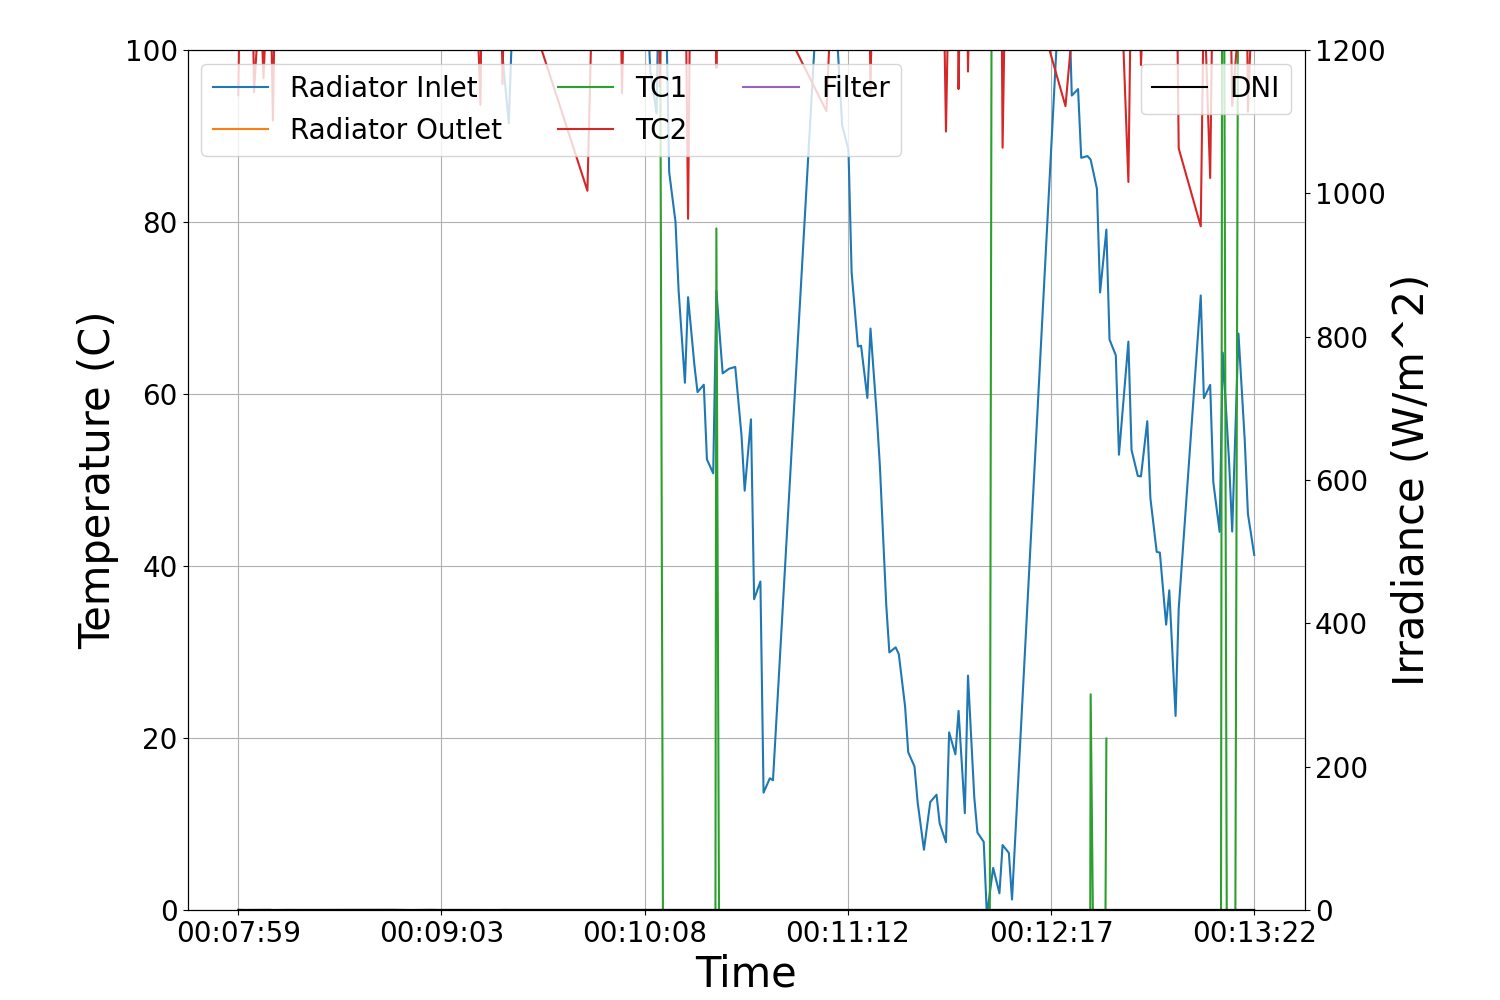 100
80
60
40
20
0
Temperature (C)
Radiator Inlet
Radiator Outlet
TC1
TC2
Filter
DNI
1200
1000
800
600
400
200
0
Irradiance (W/m^2)
00:07:59 00:09:03 00:10:08 00:11:12 00:12:17 00:13:22
Time